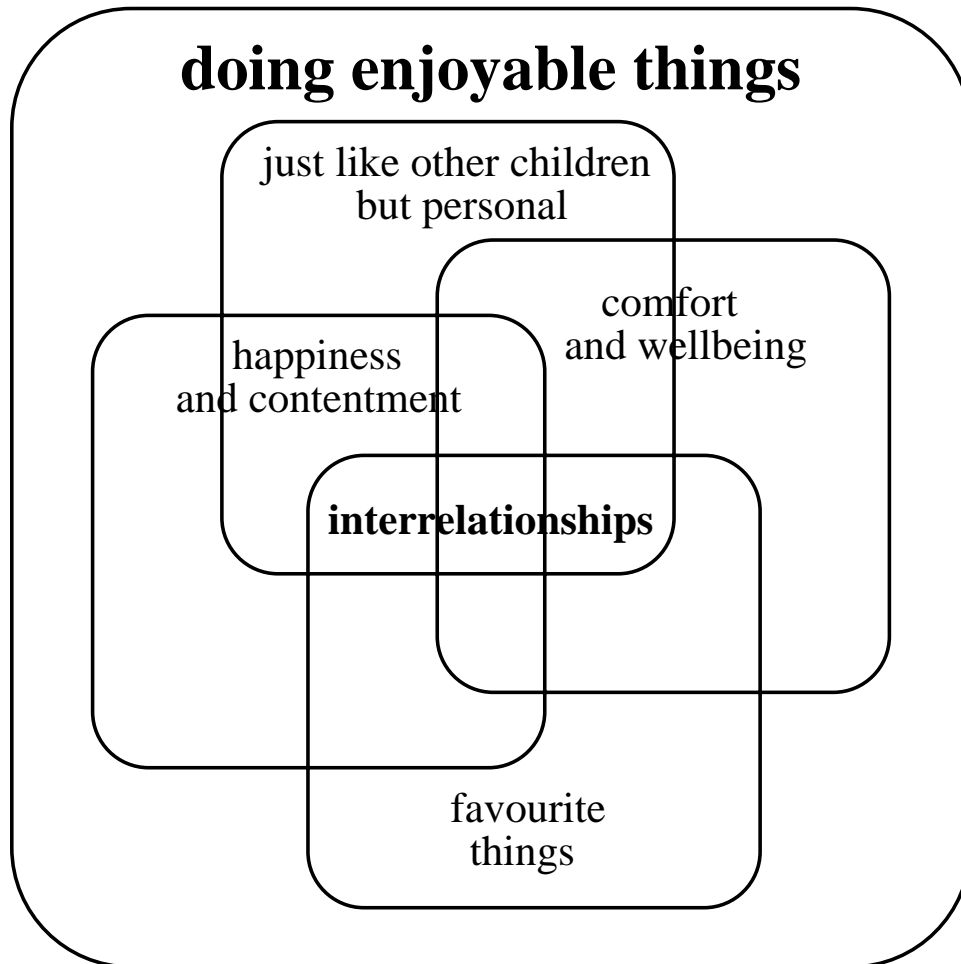 doing enjoyable things
just like other children
but personal
comfort
and wellbeing
happiness
and contentment
interrelationships
favourite
things